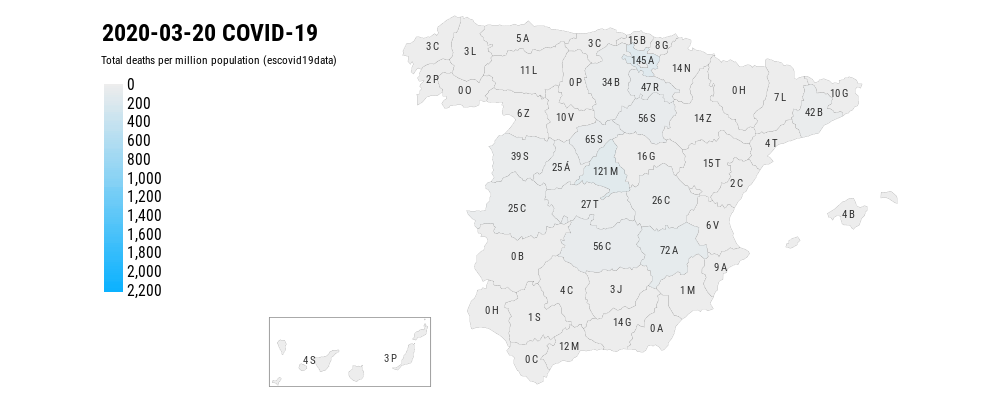 2020-03-20 COVID-19
Total deaths per million population (escovid19data)
0
200
400
600
800
1,000
1,200
1,400
1,600
1,800
2,000
2,200
3 C
3 L
5 A
3 C
15 B
8 G
145 A
14 N
2 P
0 O
11 L
0 P
34 B
47 R
0 H
7 L
10 G
42 B
6 Z
10 V
56 S
14 Z
65 S
4 T
39 S
25 Á
121 M
16 G
15 T
2 C
25 C
27 T
26 C
4 B
6 V
0 B
56 C
72 A
9 A
4 C
3 J
1 M
0 H
1 S
14 G
0 A
12 M
0 C
4 S
3 P